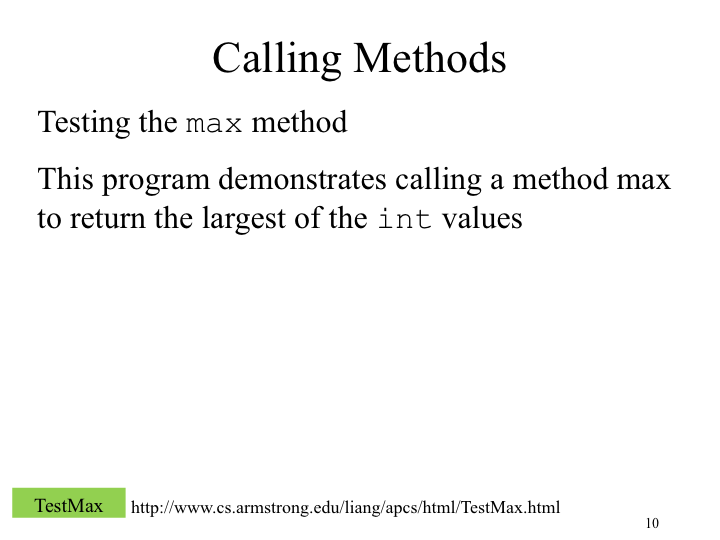 Calling Methods
Testing the max method
This program demonstrates calling a method max
to return the largest of the int values
TestMax http://www.cs.armstrong.edu/liang/apcs/html/TestMax.html
10